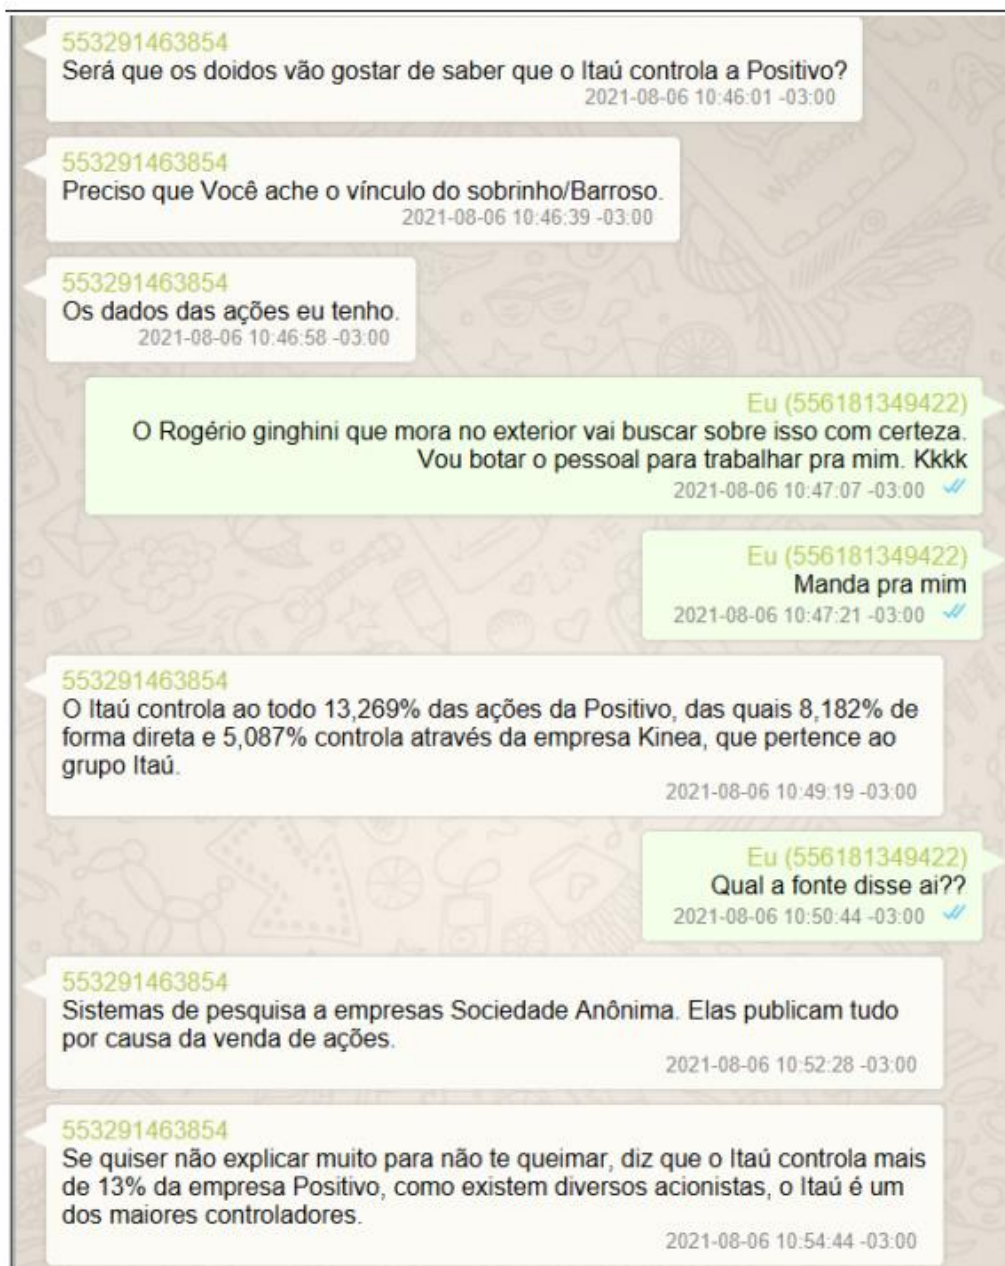 553291463854
Será que os doidos vão gostar de saber que o Itaú controla a Positivo?
2021-08-06 10:46:01 -03:00
553291463854
Preciso que Você ache o vínculo do sobrinho/Barroso.
2021-08-06 10:46:39 -03:00
553291463854
Os dados das ações eu tenho.
2021-08-06 10:46:58 -03:00
Eu (556181349422)
O Rogério ginghini que mora no exterior vai buscar sobre isso com certeza.
Vou botar o pessoal para trabalhar pra mim. Kkkk
2021-08-06 10:47:07 -03:00
Eu (556181349422)
Manda pra mim
2021-08-06 10:47:21 -03:00
553291463854
O Itaú controla ao todo 13,269% das ações da Positivo, das quais 8,182% de
forma direta e 5,087% controla através da empresa Kinea, que pertence ao
grupo Itaú.
2021-08-06 10:49:19 -03:00
Eu (556181349422)
Qual a fonte disse ai??
2021-08-06 10:50:44 -03:00
553291463854
Sistemas de pesquisa a empresas Sociedade Anônima. Elas publicam tudo
por causa da venda de ações.
2021-08-06 10:52:28 -03:00
553291463854
Se quiser não explicar muito para não te queimar, diz que o Itaú controla mais
de 13% da empresa Positivo, como existem diversos acionistas, o Itaú é um
dos maiores controladores.
2021-08-06 10:54:44 -03:00